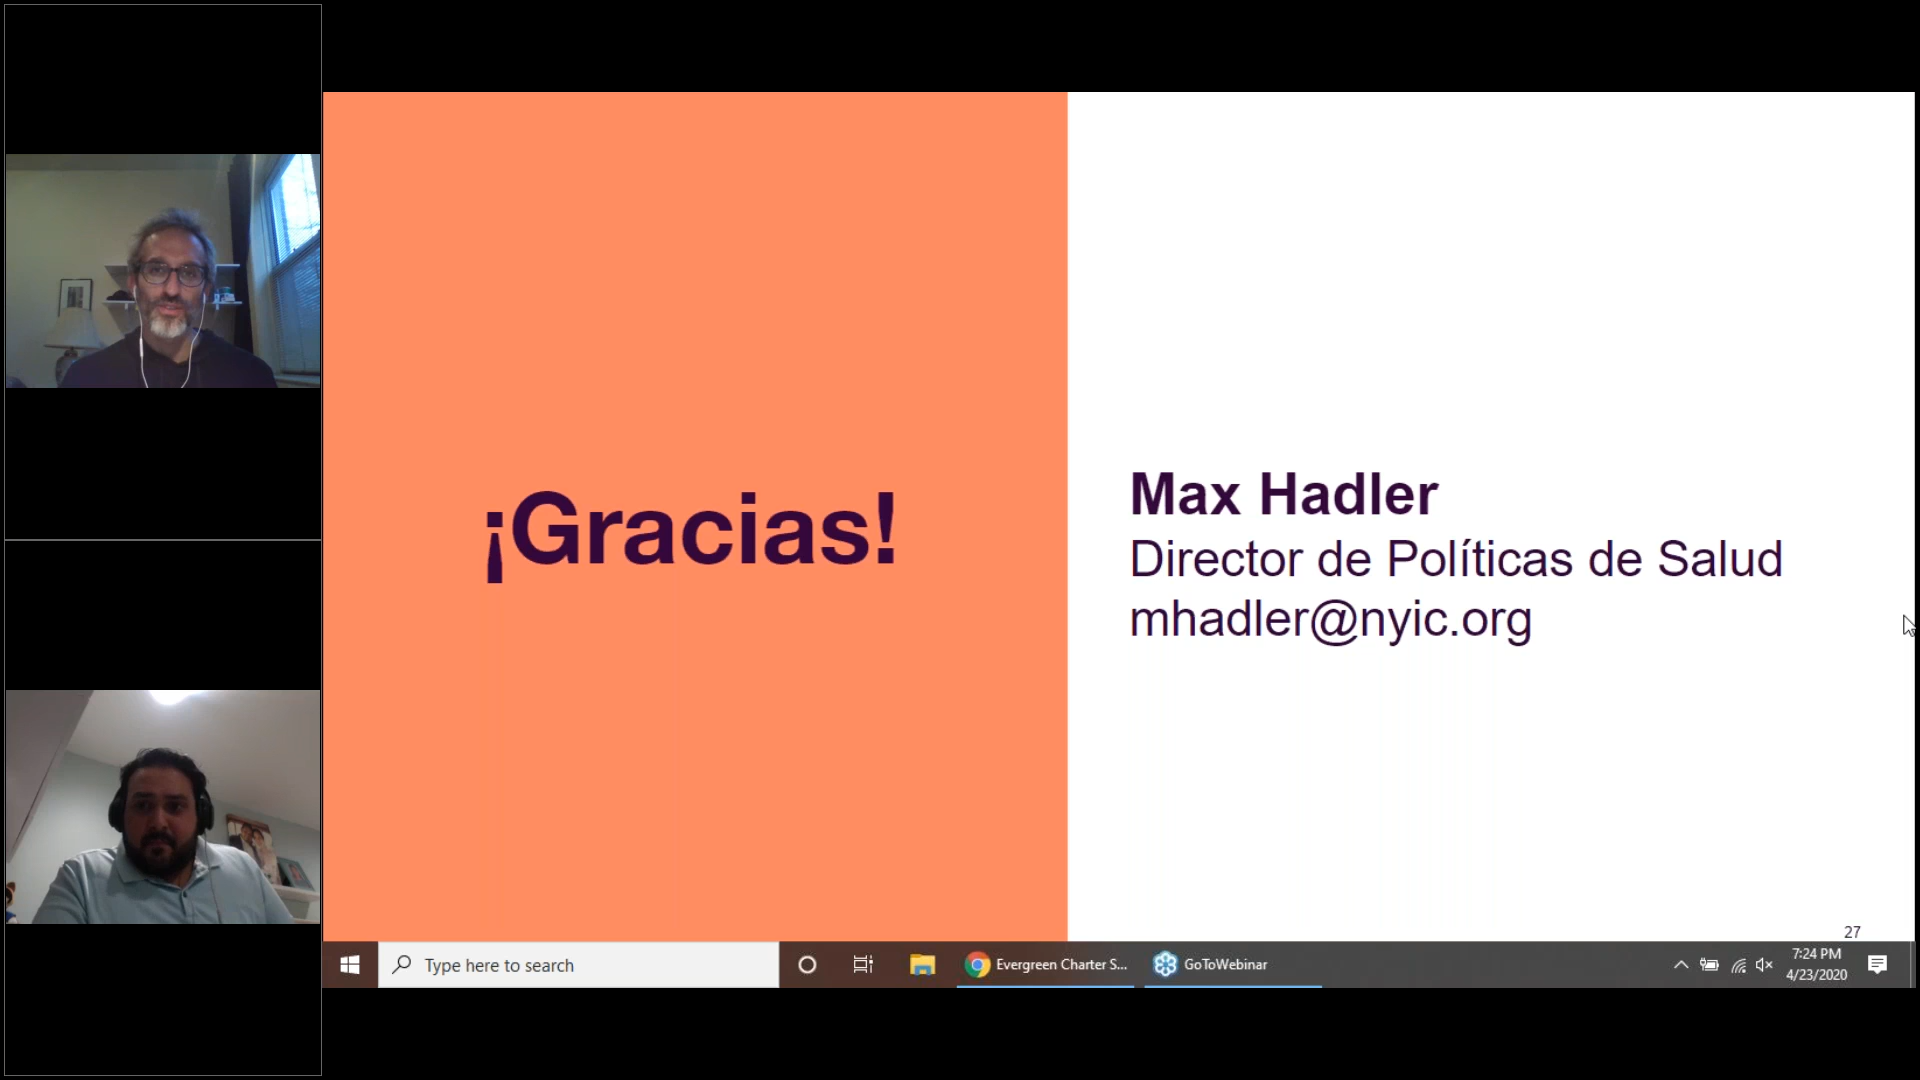 ¡Gracias!
Max Hadler
Director de Políticas de Salud
mhadler@nyic.org
27
Type here to search
Evergreen Charter S...
GoToWebinar
7:24 PM
4/23/2020